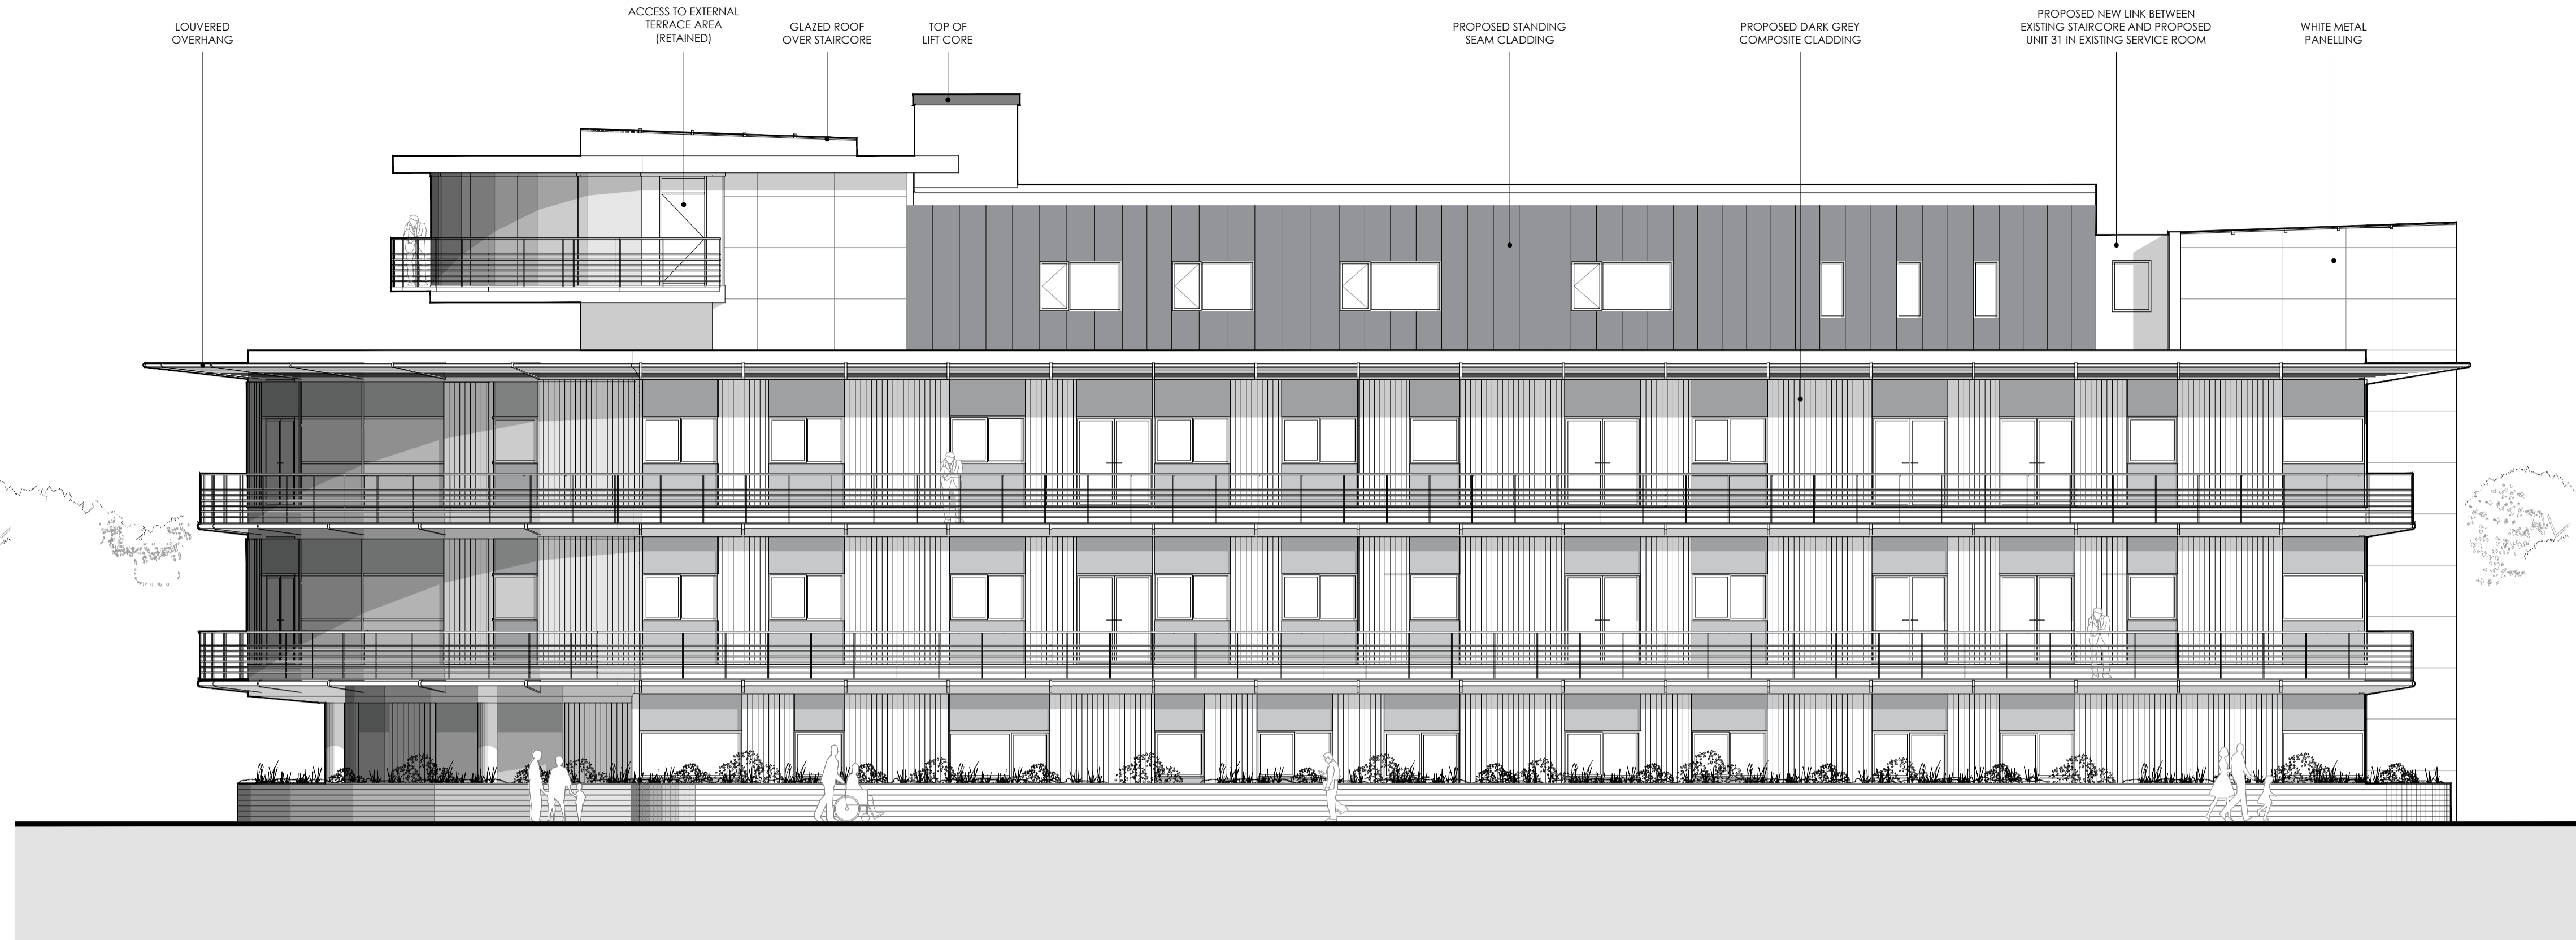 LOUVERED
OVERHANG
ACCESS TO EXTERNAL
TERRACE AREA
(RETAINED)
GLAZED ROOF
OVER STAIRCORE
TOP OF
LIFT CORE
PROPOSED STANDING
SEAM CLADDING
PROPOSED DARK GREY
COMPOSITE CLADDING
PROPOSED NEW LINK BETWEEN
EXISTING STAIRCORE AND PROPOSED
UNIT 31 IN EXISTING SERVICE ROOM
WHITE METAL
PANELLING